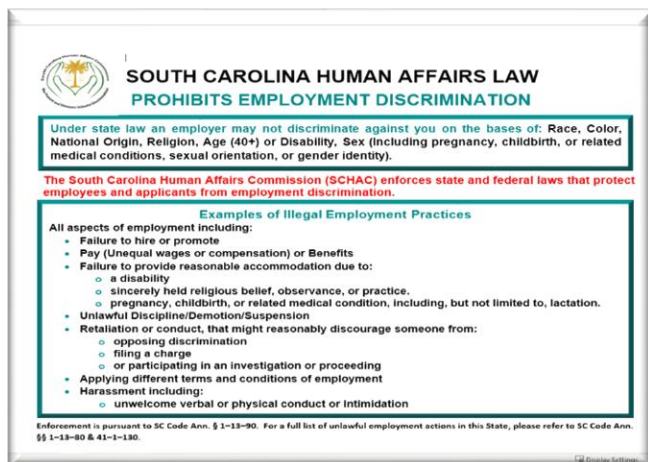 SOUTH CAROLINA HUMAN AFFAIRS LAW
PROHIBITS EMPLOYMENT DISCRIMINATION
Under state law an employer may not discriminate against you on the bases of: Race, Color,
National Origin, Religion, Age (40+) or Disability, Sex (Including pregnancy, childbirth, or related
medical conditions, sexual orientation, or gender identity).
The South Carolina Human Affairs Commission (SCHAC) enforces state and federal laws that protect
employees and applicants from employment discrimination.
Examples of Illegal Employment Practices
All aspects of employment including:
• Failure to hire or promote
• Pay (Unequal wages or compensation) or Benefits
• Failure to provide reasonable accommodation due to:
o a disability
o sincerely held religious belief, observance, or practice.
o pregnancy, childbirth, or related medical condition, including, but not limited to, lactation.
• Unlawful Discipline/Demotion/Suspension
• Retaliation or conduct, that might reasonably discourage someone from:
o opposing discrimination
o filing a charge
o or participating in an investigation or proceeding
• Applying different terms and conditions of employment
• Harassment including:
o unwelcome verbal or physical conduct or intimidation
Enforcement is pursuant to SC Code Ann. § 1–13–90. For a full list of unlawful employment actions in this State, please refer to SC Code Ann.
§§ 1–13–80 & 41–1–130.
Display Settings